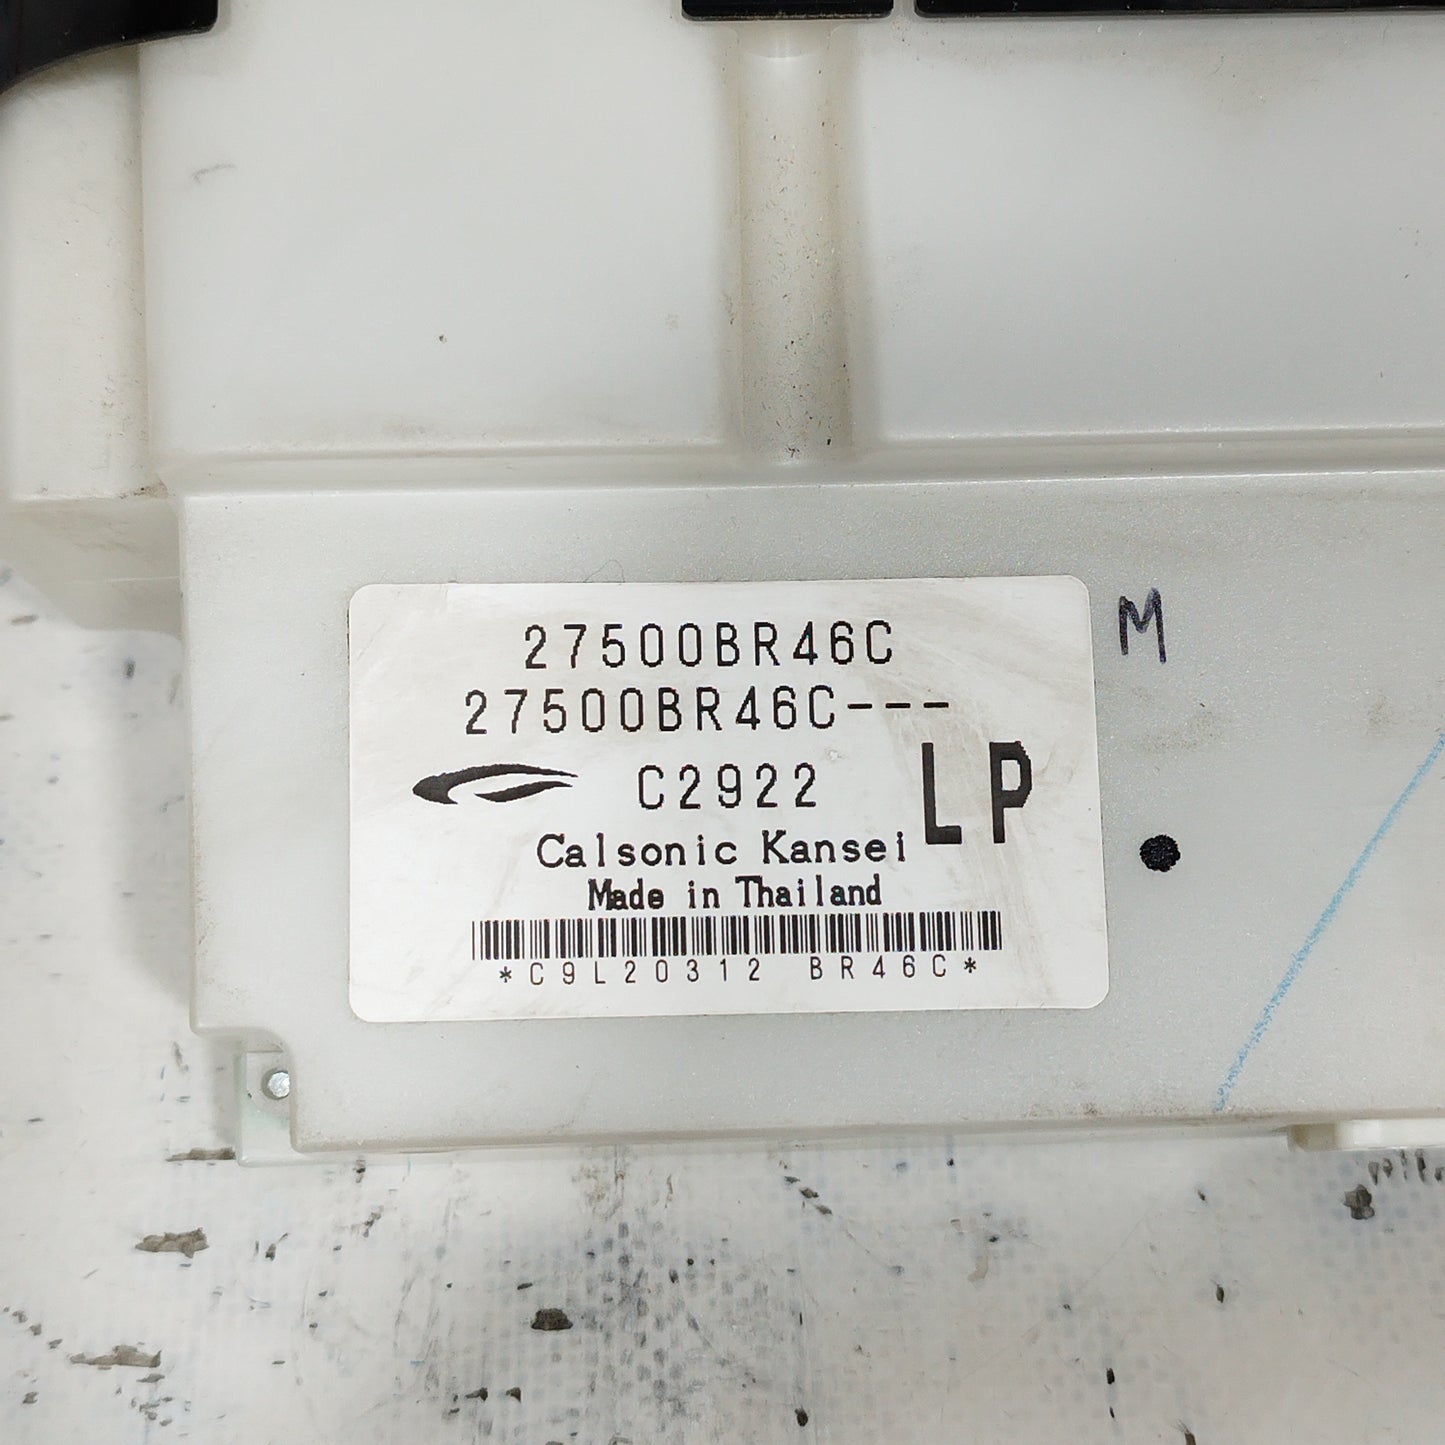 27500BR46C
27500BR46C---
C2922 LP
Calsonic Kansei
Made in Thailand
*C9L20312 BR46C*
M